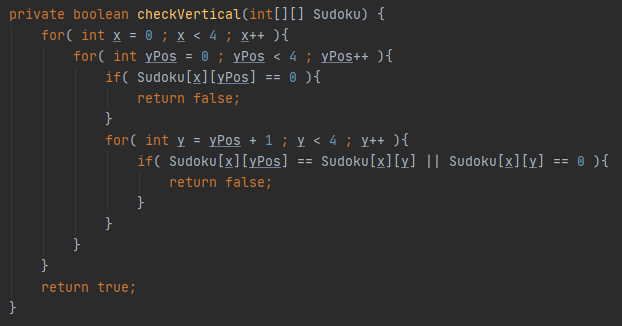 private boolean checkVertical(int[][] Sudoku) {
    for( int x = 0 ; x < 4 ; x++ ){
        for( int yPos = 0 ; yPos < 4 ; yPos++ ){
            if( Sudoku[x][yPos] == 0 ){
                return false;
            }
            for( int y = yPos + 1 ; y < 4 ; y++ ){
                if( Sudoku[x][yPos] == Sudoku[x][y] || Sudoku[x][y] == 0 ){
                    return false;
                }
            }
        }
    }
    return true;
}